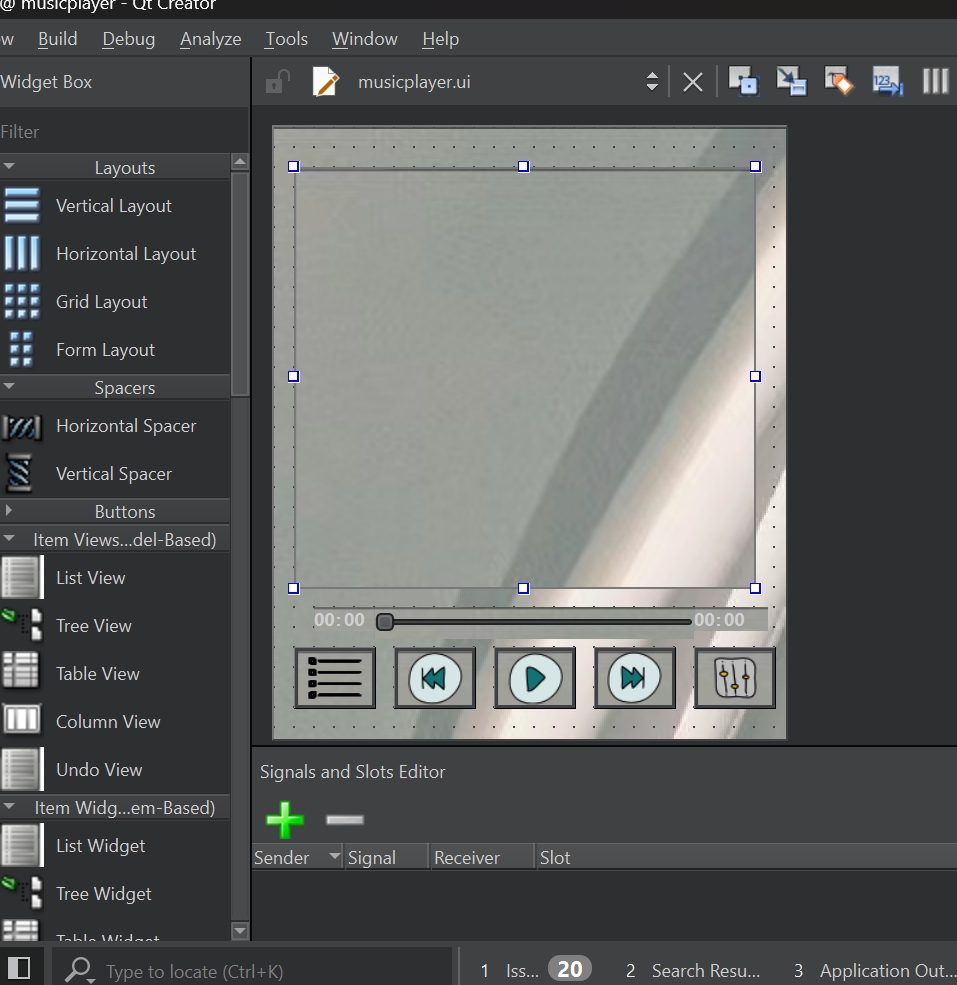 @ musicplayer - Qt Creator
w Build Debug Analyze Tools Window Help
Widget Box
musicplayer.ui
Filter
Layouts
Vertical Layout
Horizontal Layout
Grid Layout
Form Layout
Spacers
Horizontal Spacer
Vertical Spacer
Buttons
Item Views...del-Based)
List View
Tree View
Table View
Column View
Undo View
Item Widg...em-Based)
List Widget
Tree Widget
Table Widget
123
00:00
00:00
Signals and Slots Editor
Sender Signal Receiver Slot
Type to locate (Ctrl+K)
1 Iss... 20 2 Search Resu... 3 Application Out...